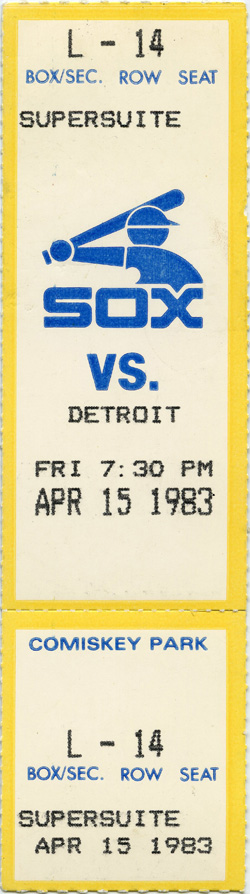 L - 14
BOX/SEC. ROW SEAT
SUPERSUITE
SOX
VS.
DETROIT
FRI 7:30 PM
APR 15 1983
COMISKEY PARK
L - 14
BOX/SEC. ROW SEAT
SUPERSUITE
APR 15 1983